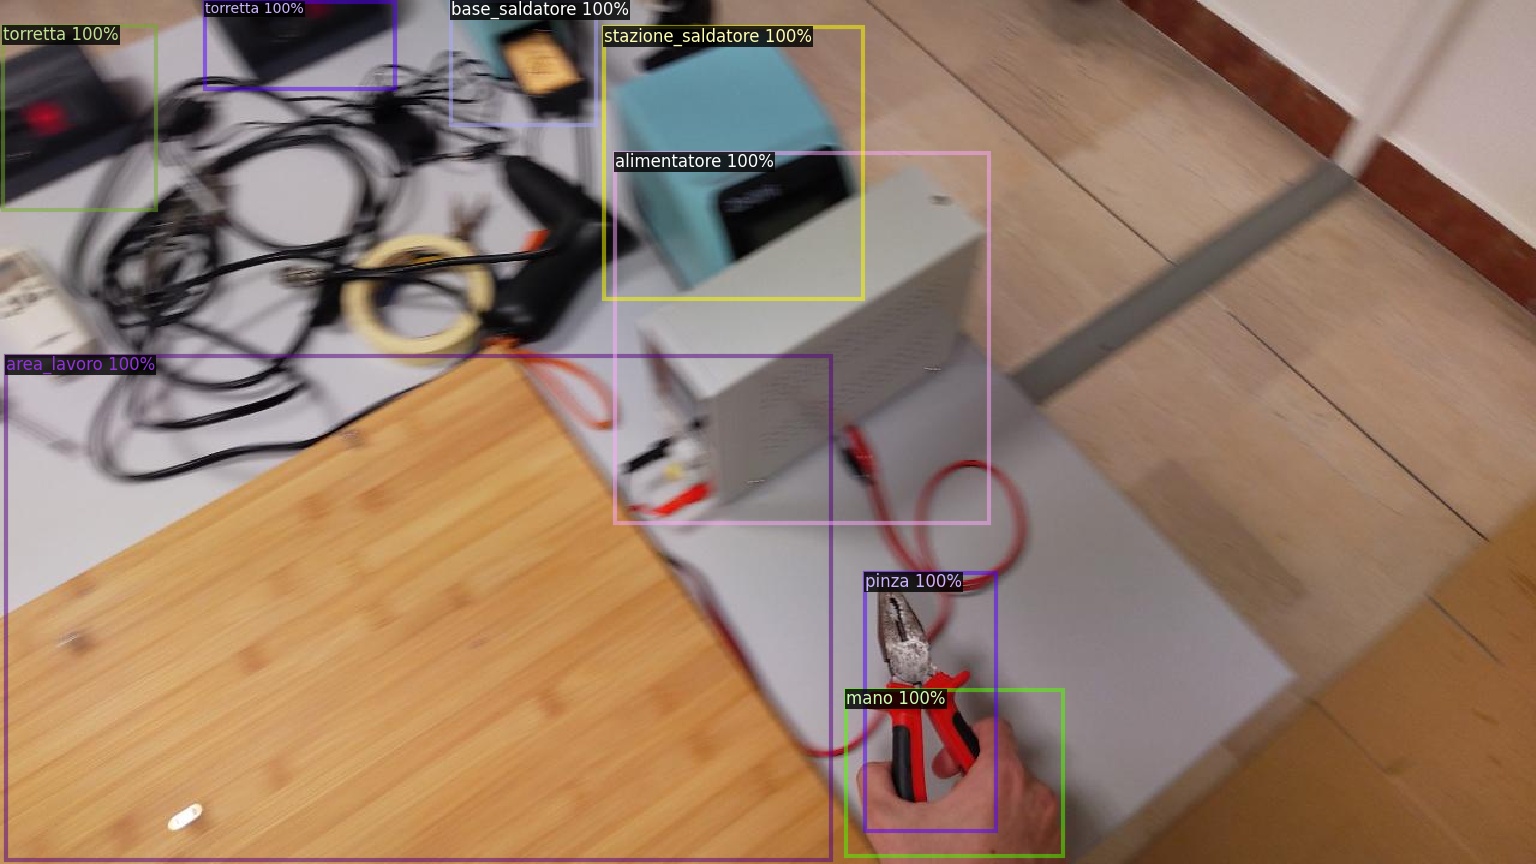 torretta 100%
base_saldatore 100%
torretta 100%
stazione_saldatore 100%
alimentatore 100%
area_lavoro 100%
pinza 100%
mano 100%